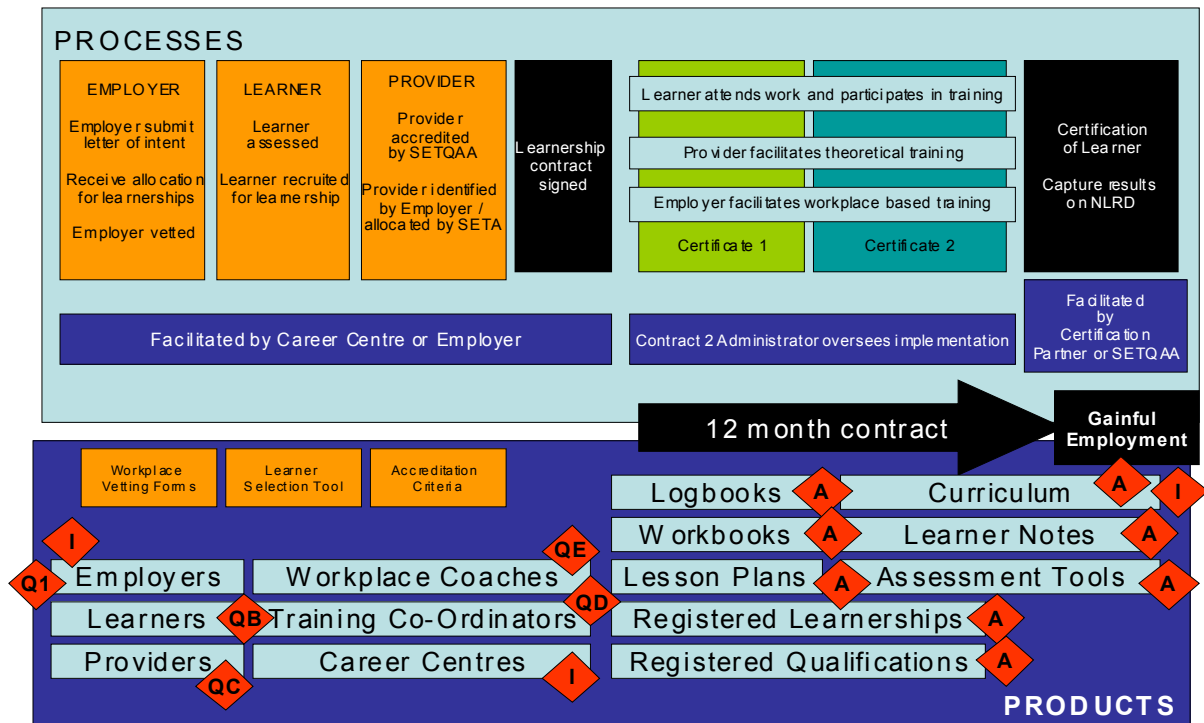 PROCESSES
EMPLOYER
Employer submit
letter of intent
Receive allocation
for learnerships
Employer vetted
LEARNER
Learner
assessed
Learner recruited
for learnership
PROVIDER
Provider
accredited
by SETQAA
Provider identified
by Employer /
allocated by SETA
Learnership
contract
signed
Learner attends work and participates in training
Provider facilitates theoretical training
Employer facilitates workplace based training
Certificate 1
Certificate 2
Certification
of Learner
Capture results
on NLRD
Facilitated by Career Centre or Employer
Contract 2 Administrator oversees implementation
Facilitated
by
Certification
Partner or SETQAA
12 month contract
Gainful
Employment
Workplace
Vetting Forms
Learner
Selection Tool
Accreditation
Criteria
Logbooks
A
Curriculum
A
I
Workbooks
A
Learner Notes
A
I
Q1
Employers
Workplace Coaches
QE
Lesson Plans
A
Assessment Tools
A
Learners
QB
Training Co-Ordinators
QD
Registered Learnerships
A
Providers
QC
Career Centres
I
Registered Qualifications
A
PRODUCTS